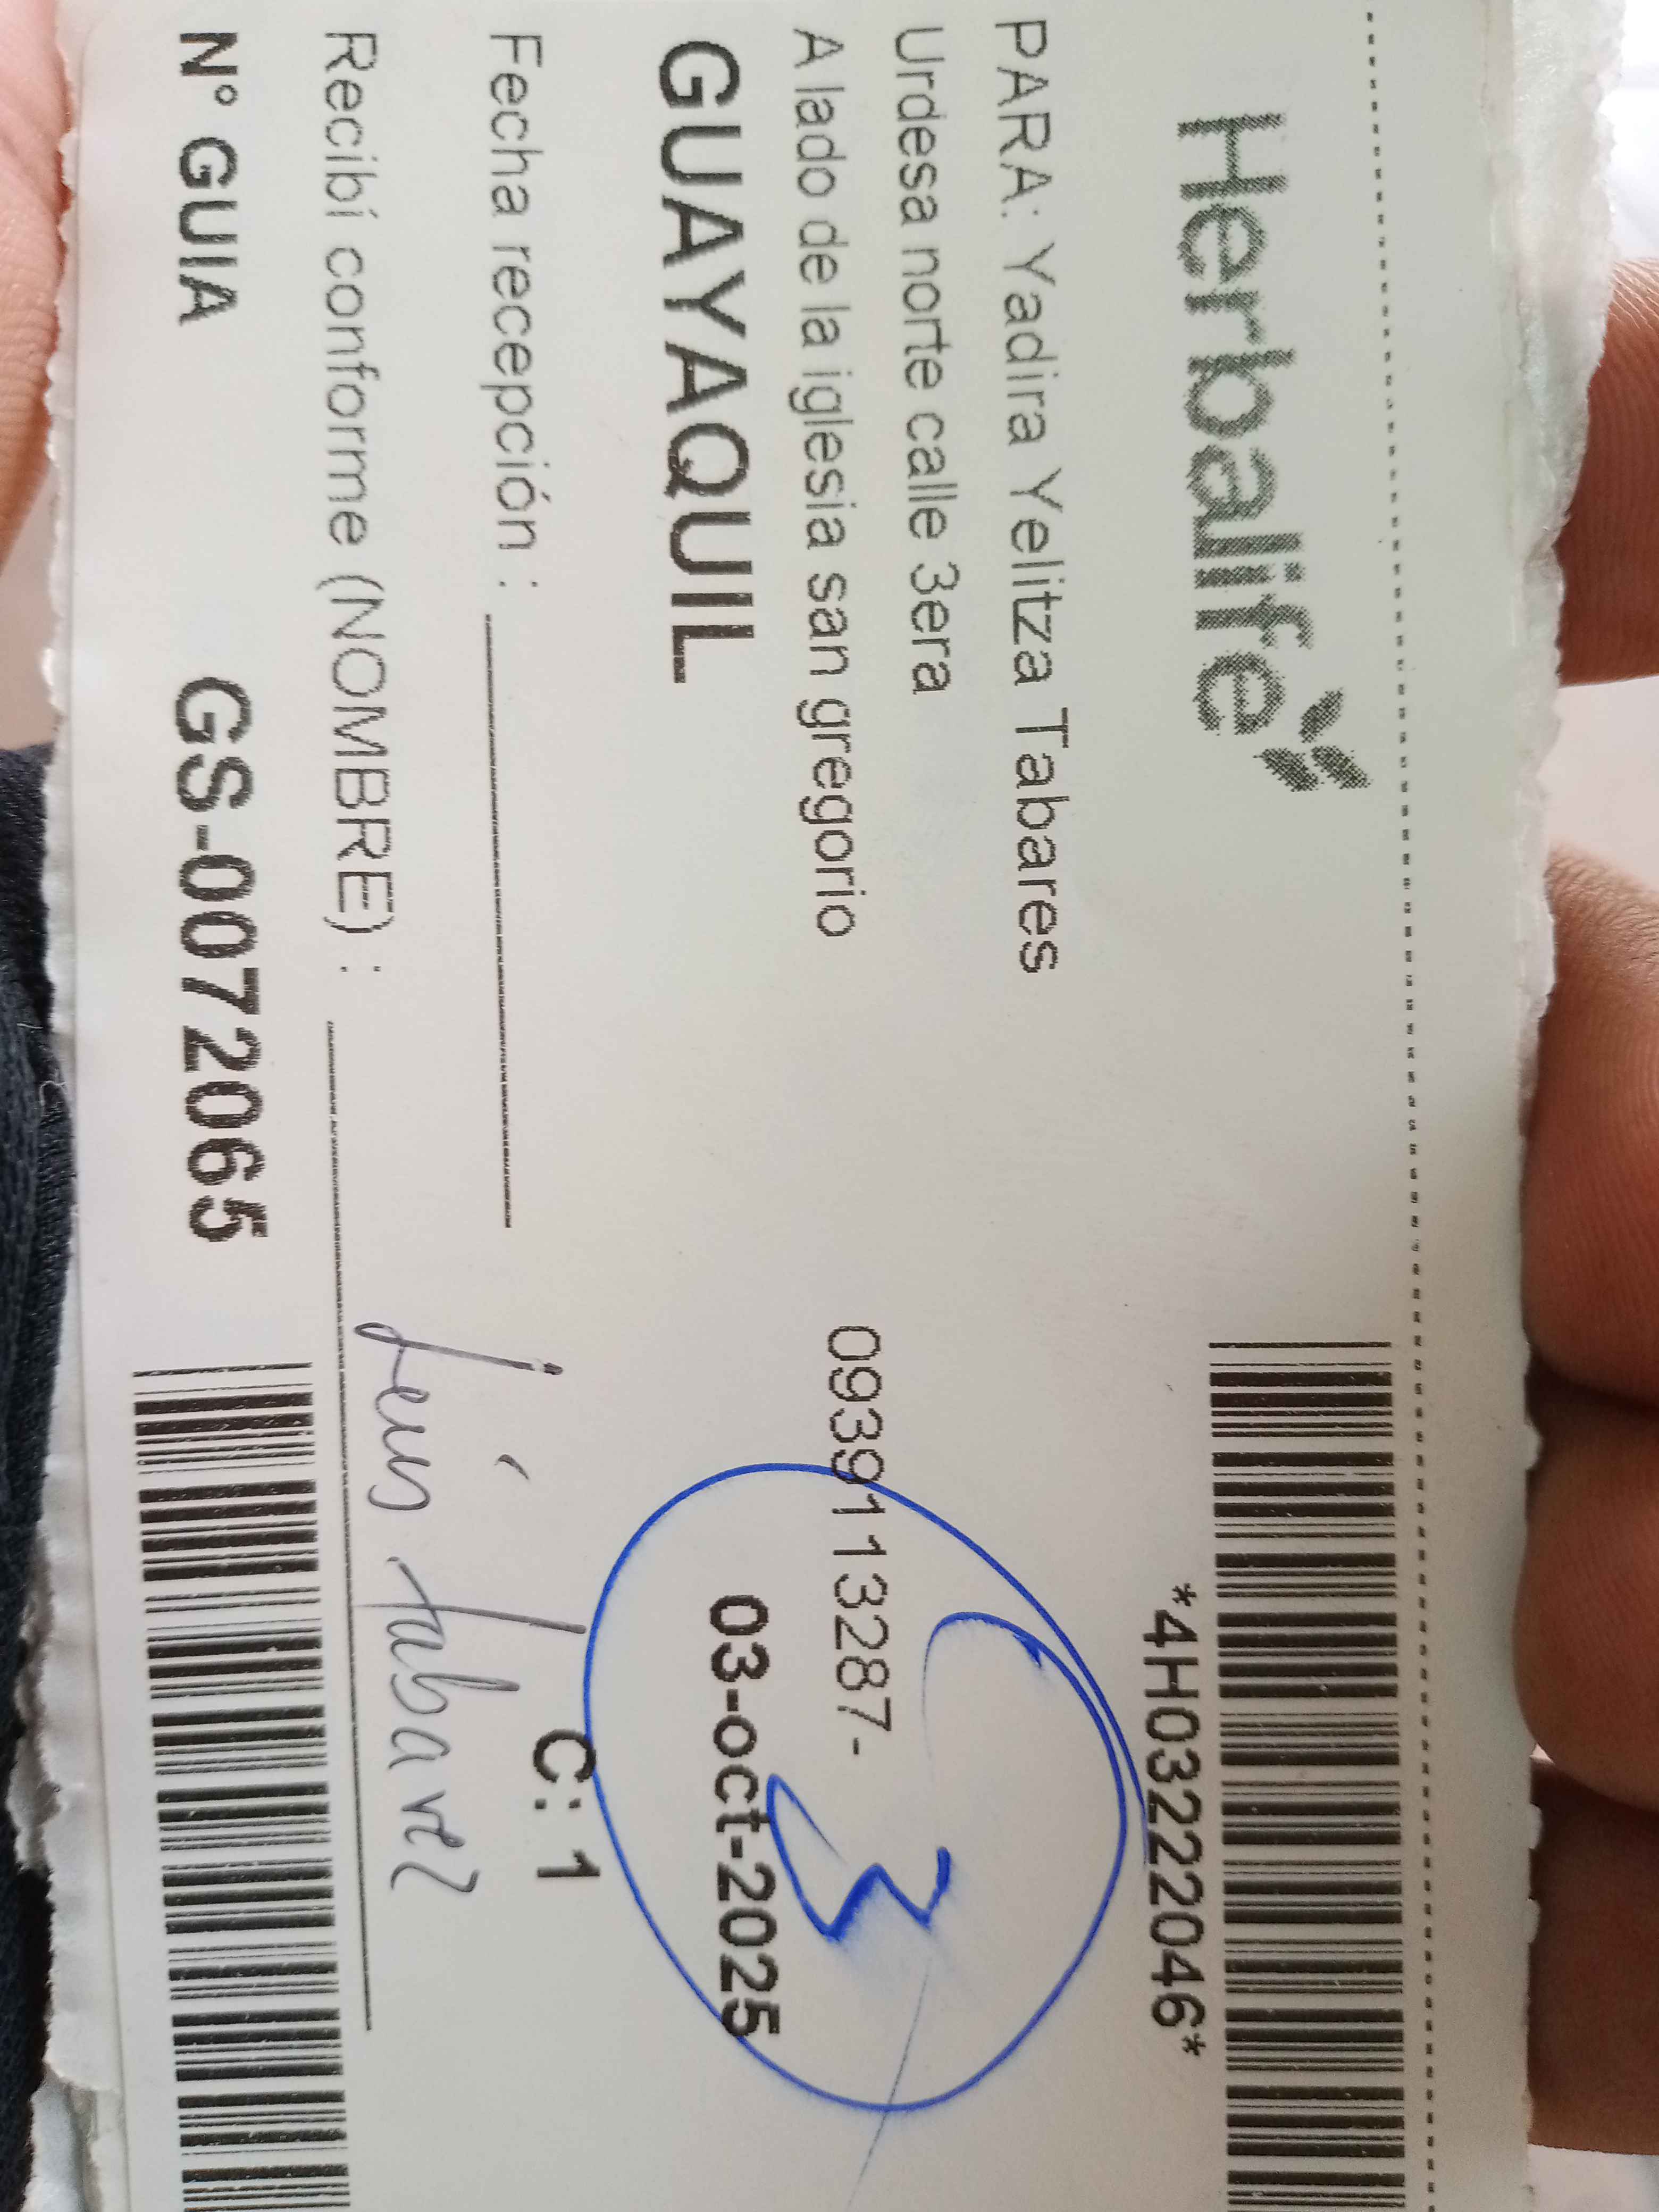 Herbalife
*4H03222046*
PARA: Yadira Yelitza Tabares
Urdesa norte calle 3era
A lado de la iglesia san gregorio
0939113287-
3
GUAYAQUIL
03-oct-2025
Fecha recepción :
C: 1
Recibí conforme (NOMBRE) :
tabarez
N° GUIA GS-0072065